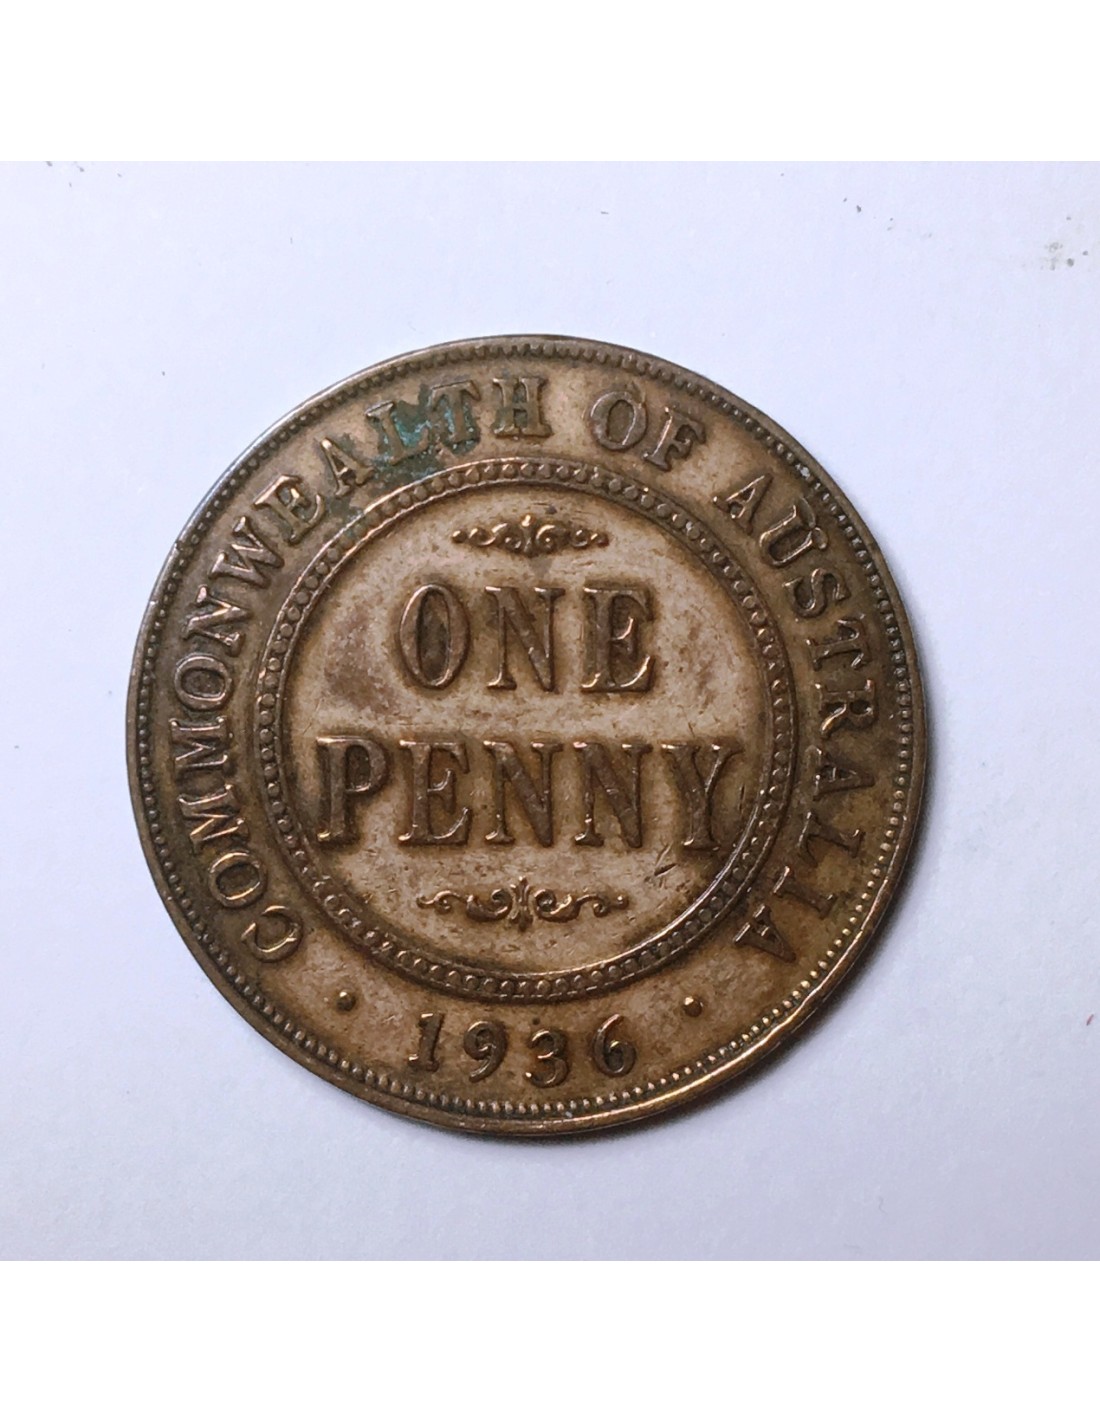 COMMONWEALTH OF AUSTRALIA
ONE
PENNY
· 1936 ·